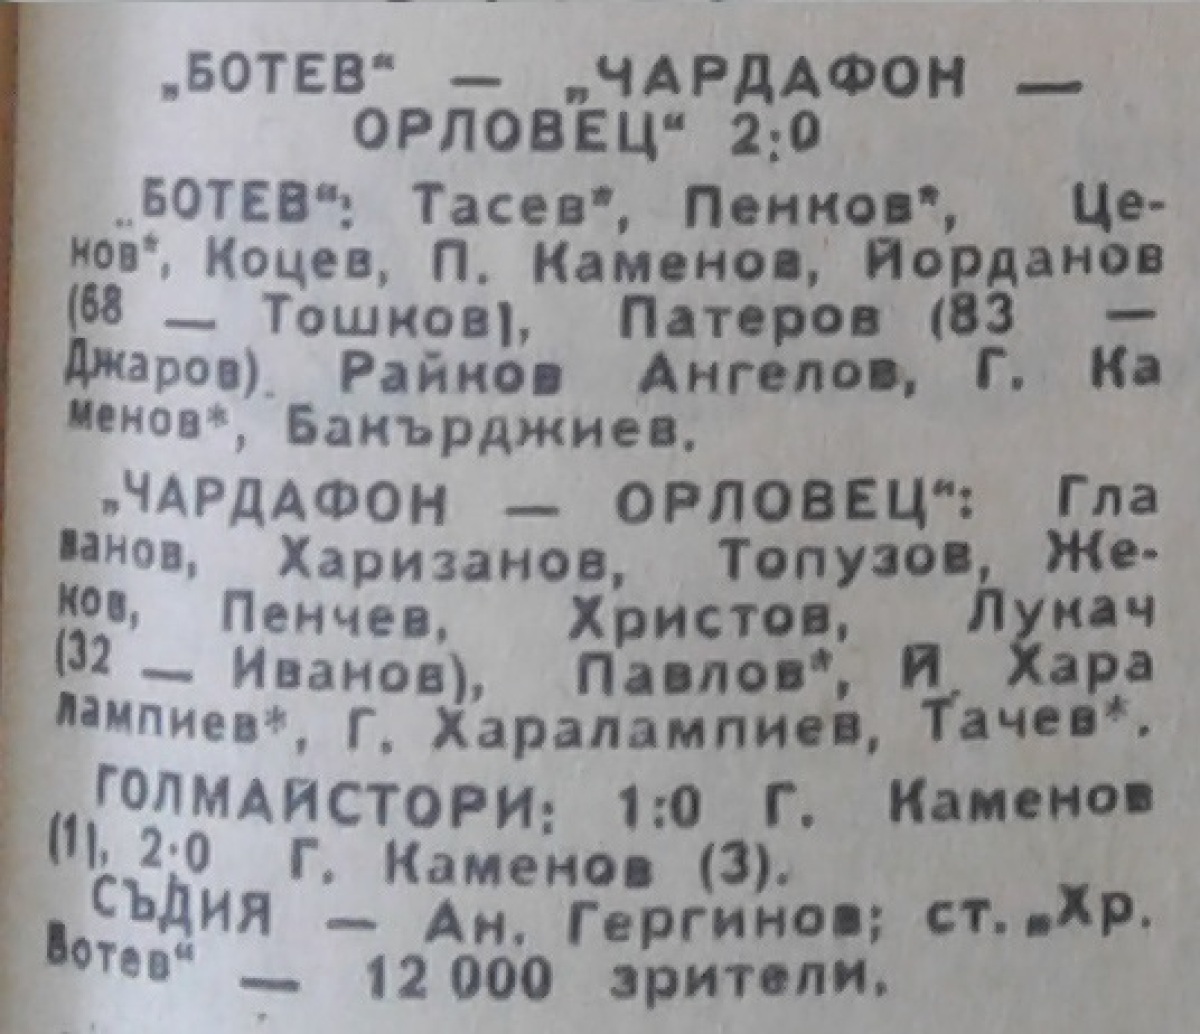 „БОТЕВ“ — „ЧАРДАФОН —
ОРЛОВЕЦ“ 2:0
„БОТЕВ“: Тасев*, Пенков*, Це-
нов*, Коцев, П. Каменов, Йорданов
(68 — Тошков), Патеров (83 —
Джаров). Райков Ангелов, Г. Ка
менов*, Бакърджиев.
„ЧАРДАФОН — ОРЛОВЕЦ“: Гла
ванов, Харизанов, Топузов, Же-
ков, Пенчев, Христов, Лукач
(32 — Иванов), Павлов*, Й. Хара
лампиев*, Г. Харалампиев, Тачев*.
ГОЛМАЙСТОРИ: 1:0 Г. Каменов
(1), 2:0 Г. Каменов (3).
СЪДИЯ — Ан. Гергинов; ст. „Хр.
Ботев“ — 12 000 зрители.